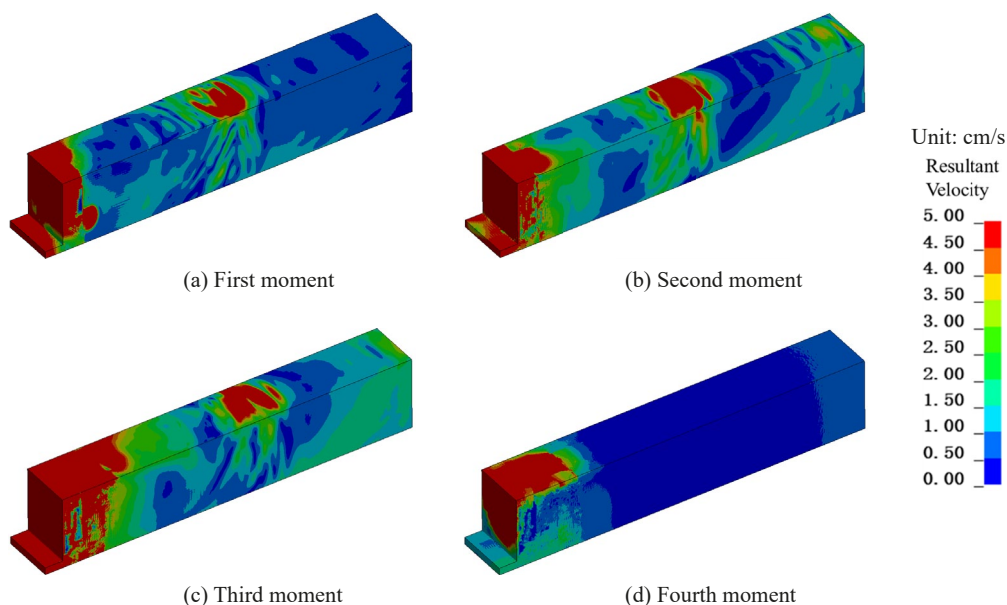 (a) First moment
(b) Second moment
(c) Third moment
(d) Fourth moment
Unit: cm/s
Resultant
Velocity
5.00
4.50
4.00
3.50
3.00
2.50
2.00
1.50
1.00
0.50
0.00